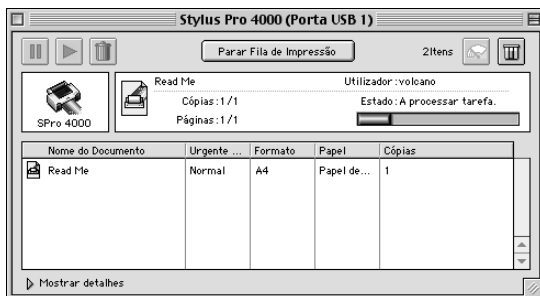 Stylus Pro 4000 (Porta USB 1)
Parar Fila de Impressão
2Itens
SPro 4000
Read Me
Utilizador:volcano
Cópias:1/1
Estado:A processar tarefa.
Páginas:1/1
Nome do Documento Urgente ... Formato Papel Cópias
Read Me Normal A4 Papel de... 1
Mostrar detalhes